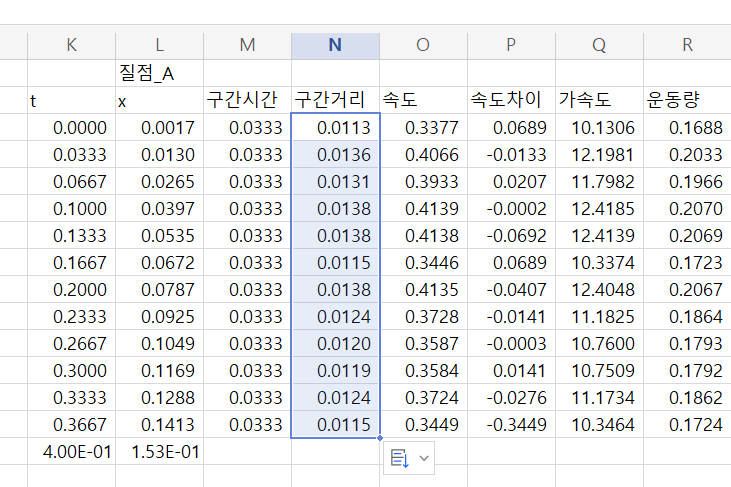 K L M N O P Q R
질점_A
t x 구간시간 구간거리 속도 속도차이 가속도 운동량
0.0000 0.0017 0.0333 0.0113 0.3377 0.0689 10.1306 0.1688
0.0333 0.0130 0.0333 0.0136 0.4066 -0.0133 12.1981 0.2033
0.0667 0.0265 0.0333 0.0131 0.3933 0.0207 11.7982 0.1966
0.1000 0.0397 0.0333 0.0138 0.4139 -0.0002 12.4185 0.2070
0.1333 0.0535 0.0333 0.0138 0.4138 -0.0692 12.4139 0.2069
0.1667 0.0672 0.0333 0.0115 0.3446 0.0689 10.3374 0.1723
0.2000 0.0787 0.0333 0.0138 0.4135 -0.0407 12.4048 0.2067
0.2333 0.0925 0.0333 0.0124 0.3728 -0.0141 11.1825 0.1864
0.2667 0.1049 0.0333 0.0120 0.3587 -0.0003 10.7600 0.1793
0.3000 0.1169 0.0333 0.0119 0.3584 0.0141 10.7509 0.1792
0.3333 0.1288 0.0333 0.0124 0.3724 -0.0276 11.1734 0.1862
0.3667 0.1413 0.0333 0.0115 0.3449 -0.3449 10.3464 0.1724
4.00E-01 1.53E-01